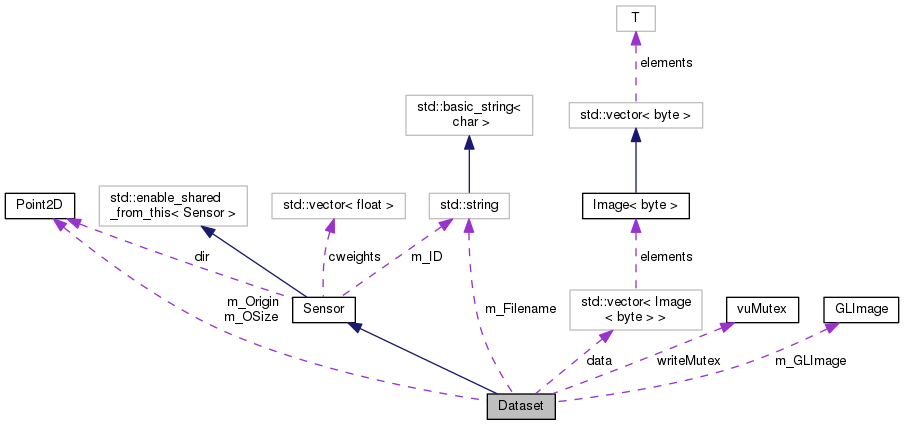 T
elements
std::basic_string<
char >
std::vector< byte >
Point2D
std::enable_shared
_from_this< Sensor >
std::vector< float >
std::string
Image< byte >
dir
cweights
m_ID
elements
m_Origin
m_OSize
Sensor
m_Filename
std::vector< Image
< byte > >
vuMutex
GLImage
data
writeMutex
m_GLImage
Dataset